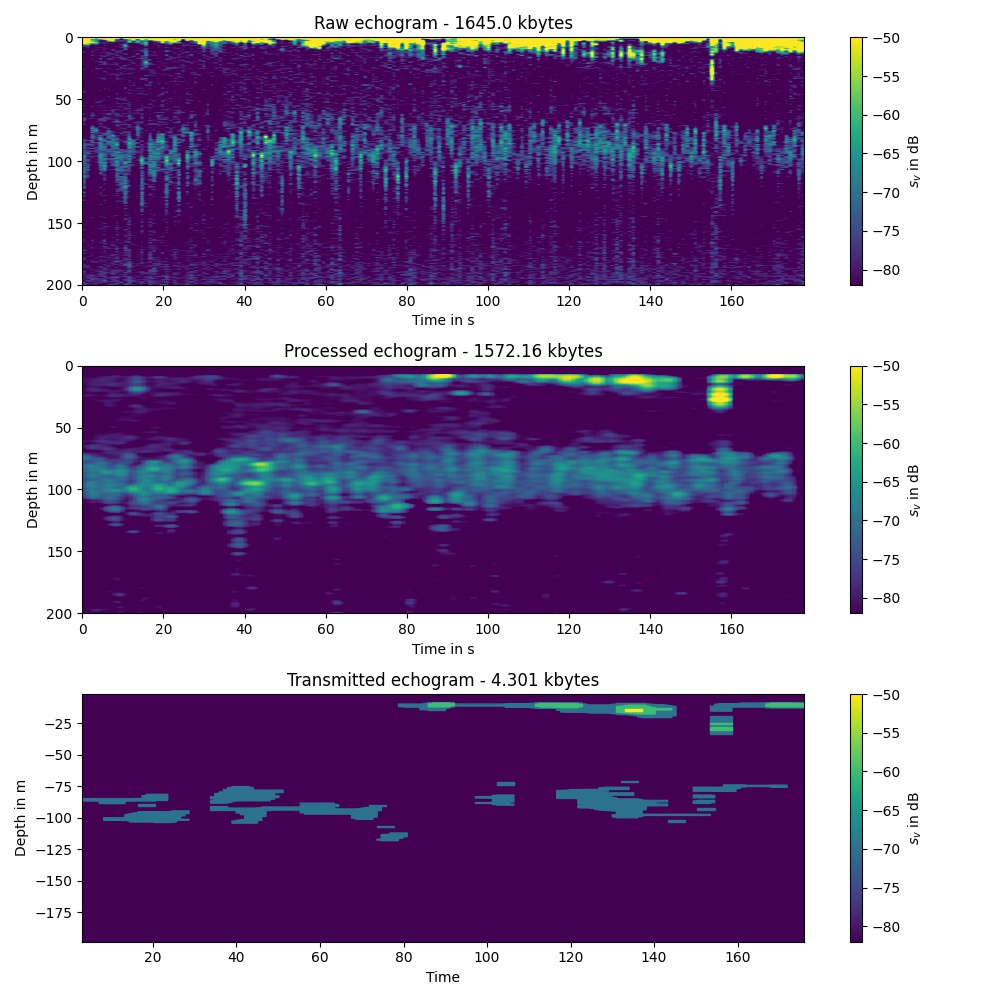 Raw echogram - 1645.0 kbytes
0
50
100
150
200
Depth in m
0 20 40 60 80 100 120 140 160
Time in s
−50
−55
−60
−65
−70
−75
−80
sv in dB
Processed echogram - 1572.16 kbytes
0
50
100
150
200
Depth in m
0 20 40 60 80 100 120 140 160
Time in s
−50
−55
−60
−65
−70
−75
−80
sv in dB
Transmitted echogram - 4.301 kbytes
−25
−50
−75
−100
−125
−150
−175
Depth in m
20 40 60 80 100 120 140 160
Time
−50
−55
−60
−65
−70
−75
−80
sv in dB